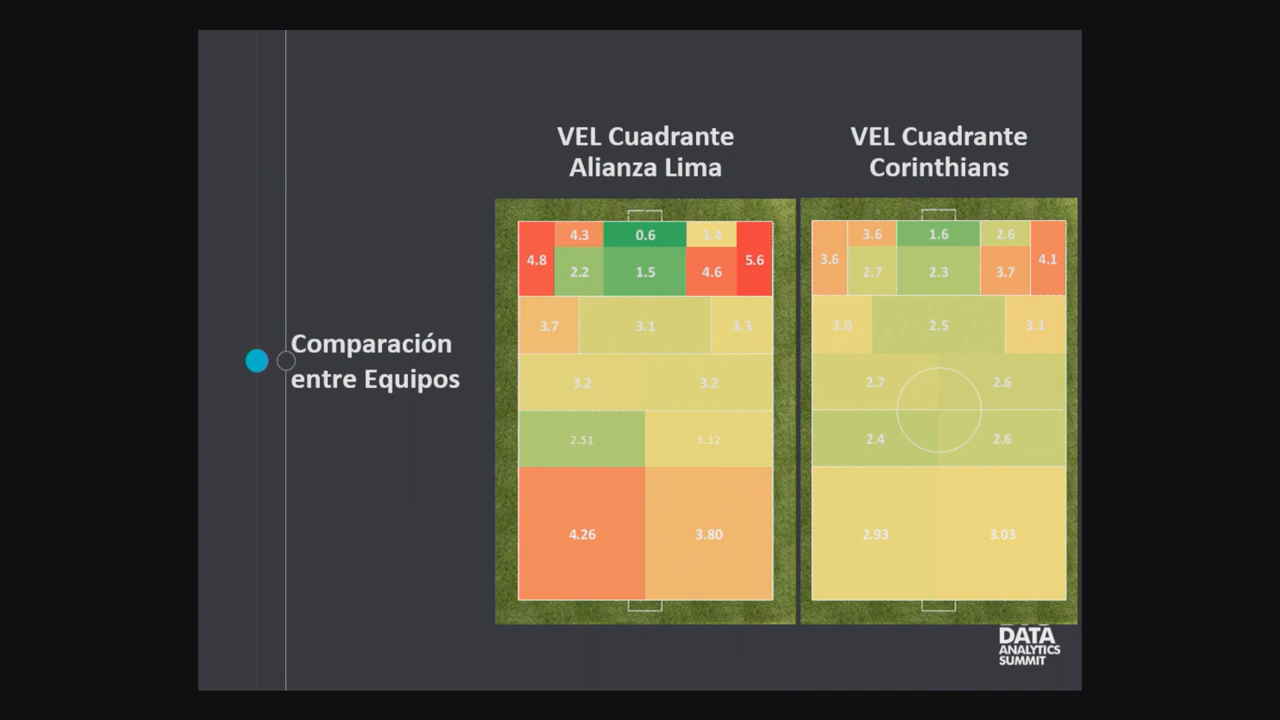 VEL Cuadrante
Alianza Lima
VEL Cuadrante
Corinthians
Comparación
entre Equipos
4.3 0.6 3.4
4.8 5.6
2.2 1.5 4.6
3.7 3.1 3.3
3.2 3.2
2.51 3.32
4.26 3.80
3.6 1.6 2.6
3.6 4.1
2.7 2.3 3.7
3.0 2.5 3.1
2.7 2.6
2.4 2.6
2.93 3.03
DATA
ANALYTICS
SUMMIT